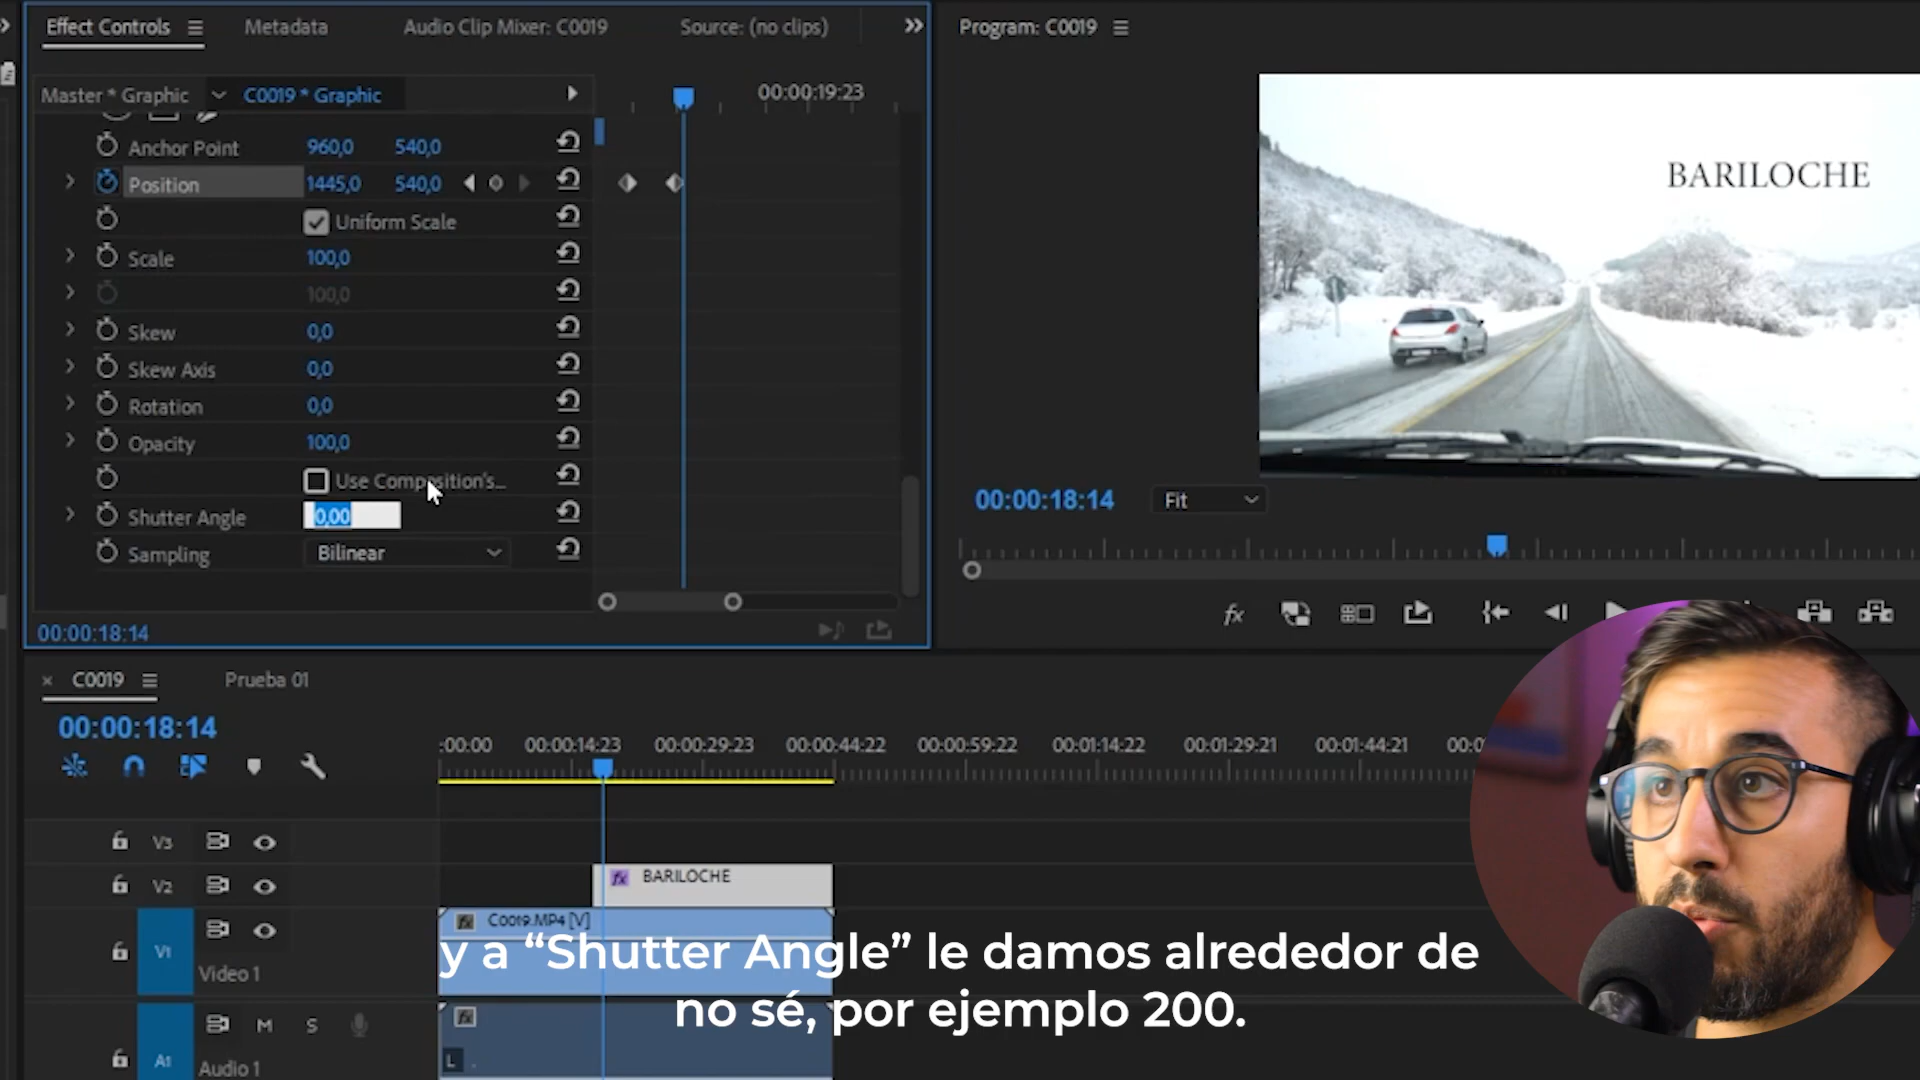 Effect Controls
Metadata
Audio Clip Mixer: C0019
Source: (no clips)
Program: C0019
Master * Graphic
C0019 * Graphic
00:00:19:23
Anchor Point 960,0 540,0
Position 1445,0 540,0
Uniform Scale
Scale 100,0
100,0
Skew 0,0
Skew Axis 0,0
Rotation 0,0
Opacity 100,0
Use Composition's...
Shutter Angle 0,00
Sampling Bilinear
00:00:18:14
BARILOCHE
00:00:18:14
Fit
fx
× C0019
Prueba 01
00:00:18:14
:00:00 00:00:14:23 00:00:29:23 00:00:44:22 00:00:59:22 00:01:14:22 00:01:29:21 00:01:44:21 00:0
V3
V2
fx BARILOCHE
V1
Video 1
fx C0019.MP4 [V]
y a “Shutter Angle” le damos alrededor de
no sé, por ejemplo 200.
M S
fx
A1
Audio 1
L